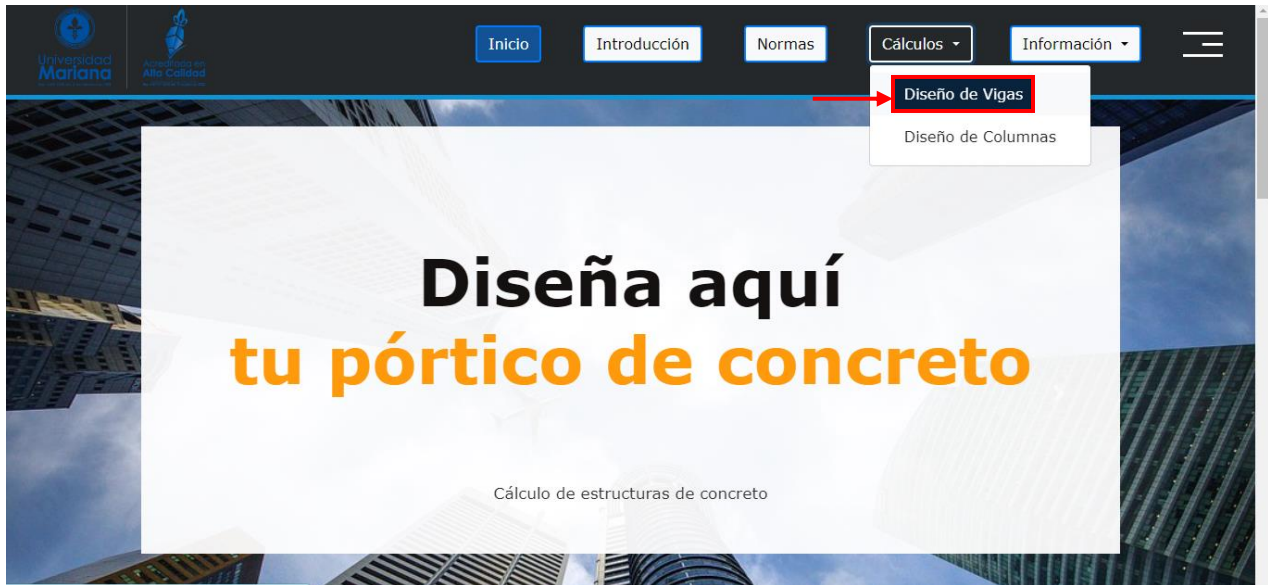 Universidad
Mariana
Acreditada en
Alta Calidad
Inicio
Introducción
Normas
Cálculos
Información
Diseño de Vigas
Diseño de Columnas
Diseña aquí
tu pórtico de concreto
Cálculo de estructuras de concreto